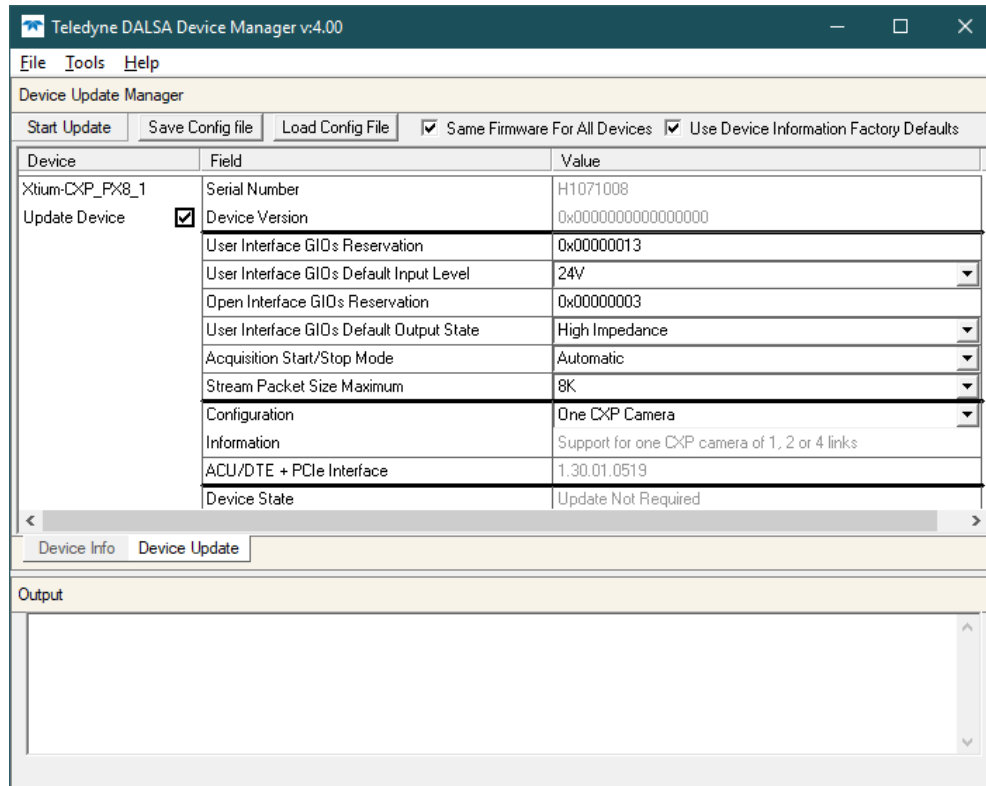 Teledyne DALSA Device Manager v:4.00
File Tools Help
Device Update Manager
Start Update Save Config file Load Config File Same Firmware For All Devices Use Device Information Factory Defaults
Device Field Value
Xtium-CXP_PX8_1 Serial Number H1071008
Update Device Device Version 0x0000000000000000
User Interface GIOs Reservation 0x00000013
User Interface GIOs Default Input Level 24V
Open Interface GIOs Reservation 0x00000003
User Interface GIOs Default Output State High Impedance
Acquisition Start/Stop Mode Automatic
Stream Packet Size Maximum 8K
Configuration One CXP Camera
Information Support for one CXP camera of 1, 2 or 4 links
ACU/DTE + PCIe Interface 1.30.01.0519
Device State Update Not Required
Device Info Device Update
Output